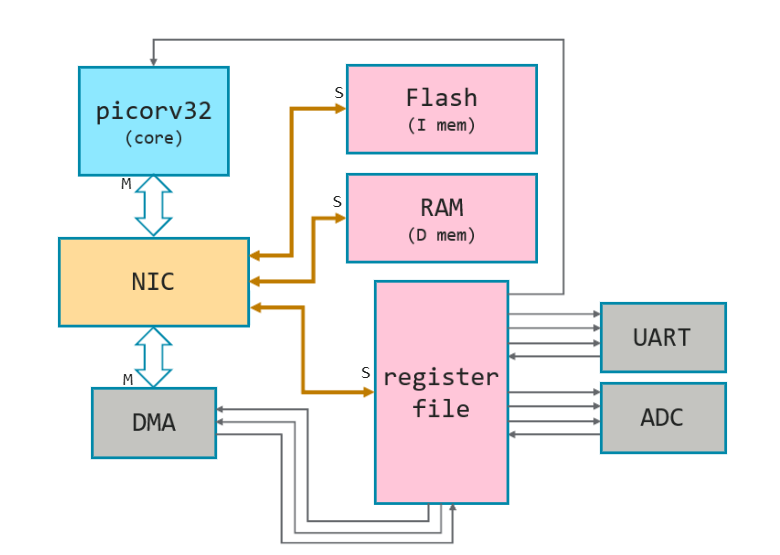 picorv32
(core)
M
S
Flash
(I mem)
S
RAM
(D mem)
NIC
S
register
file
UART
M
DMA
ADC